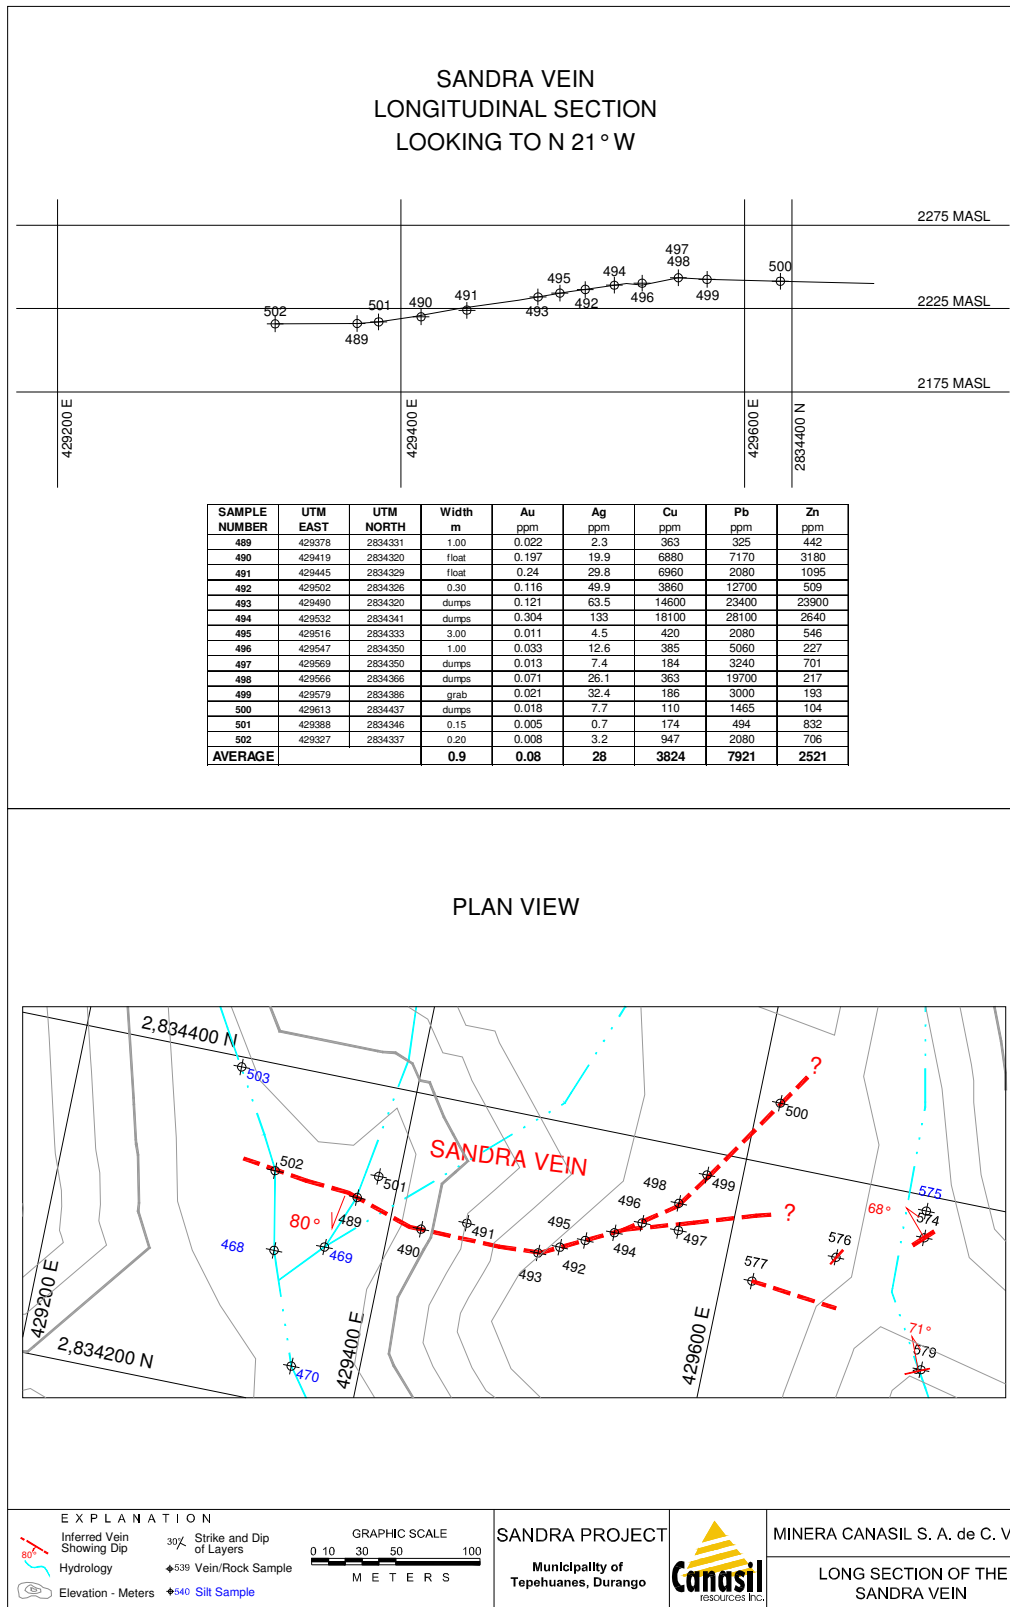 SANDRA VEIN
LONGITUDINAL SECTION
LOOKING TO N 21° W
2275 MASL
2225 MASL
2175 MASL
502
489
501
490
491
493
495
492
494
496
497
498
499
500
429200 E
429400 E
429600 E
2834400 N
SAMPLE NUMBER UTM EAST UTM NORTH Width m Au ppm Ag ppm Cu ppm Pb ppm Zn ppm
489 429378 2834331 1.00 0.022 2.3 363 325 442
490 429419 2834320 float 0.197 19.9 6880 7170 3180
491 429445 2834329 float 0.24 29.8 6960 2080 1095
492 429502 2834326 0.30 0.116 49.9 3860 12700 509
493 429490 2834320 dumps 0.121 63.5 14600 23400 23900
494 429532 2834341 dumps 0.304 133 18100 28100 2640
495 429516 2834333 3.00 0.011 4.5 420 2080 546
496 429547 2834350 1.00 0.033 12.6 385 5060 227
497 429569 2834350 dumps 0.013 7.4 184 3240 701
498 429566 2834366 dumps 0.071 26.1 363 19700 217
499 429579 2834386 grab 0.021 32.4 186 3000 193
500 429613 2834437 dumps 0.018 7.7 110 1465 104
501 429388 2834346 0.15 0.005 0.7 174 494 832
502 429327 2834337 0.20 0.008 3.2 947 2080 706
AVERAGE 0.9 0.08 28 3824 7921 2521
PLAN VIEW
2,834400 N
503
502
501
SANDRA VEIN
80°
489
468
469
490
491
495
493
492
494
496
498
497
499
500
?
?
575
68°
574
576
577
71°
579
429200 E
2,834200 N
470
429400 E
429600 E
EXPLANATION
Inferred Vein
Showing Dip
80°
Hydrology
Elevation - Meters
30 Strike and Dip
of Layers
539 Vein/Rock Sample
540 Silt Sample
GRAPHIC SCALE
0 10 30 50 100
METERS
SANDRA PROJECT
Municipality of
Tepehuanes, Durango
Canasil
resources Inc.
MINERA CANASIL S. A. de C. V
LONG SECTION OF THE
SANDRA VEIN